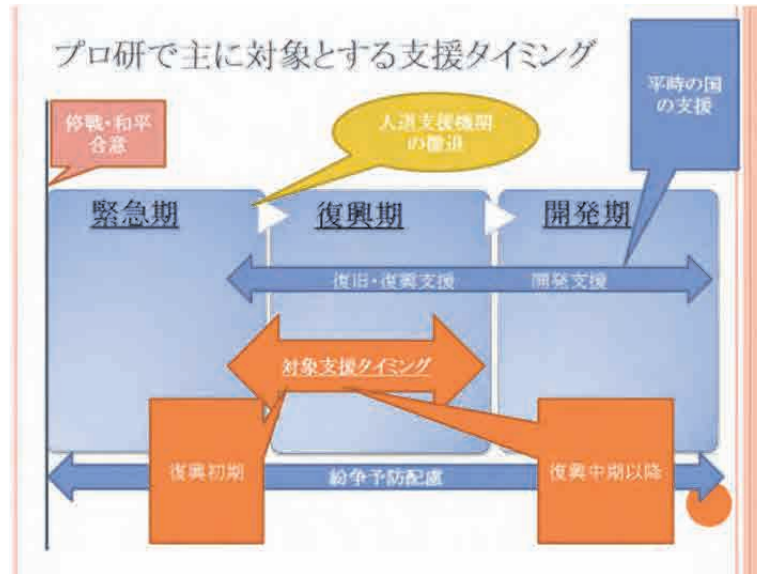 プロ研で主に対象とする支援タイミング
平時の国
の支援
停戦・和平
合意
人道支援機関
の撤退
緊急期
復興期
開発期
復旧・復興支援
開発支援
対象支援タイミング
復興初期
復興中期以降
紛争予防配慮